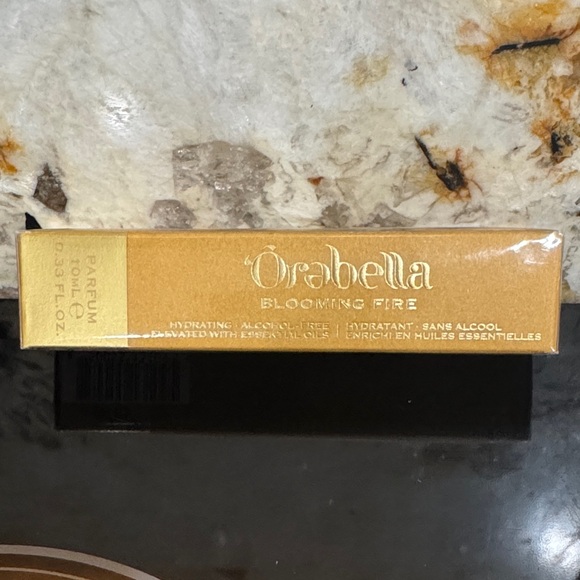 PARFUM
10ML ℮
0.33 FL.OZ.
Ôrəbella
BLOOMING FIRE
HYDRATING · ALCOHOL-FREE | HYDRATANT · SANS ALCOOL
ELEVATED WITH ESSENTIAL OILS | ENRICHI EN HUILES ESSENTIELLES